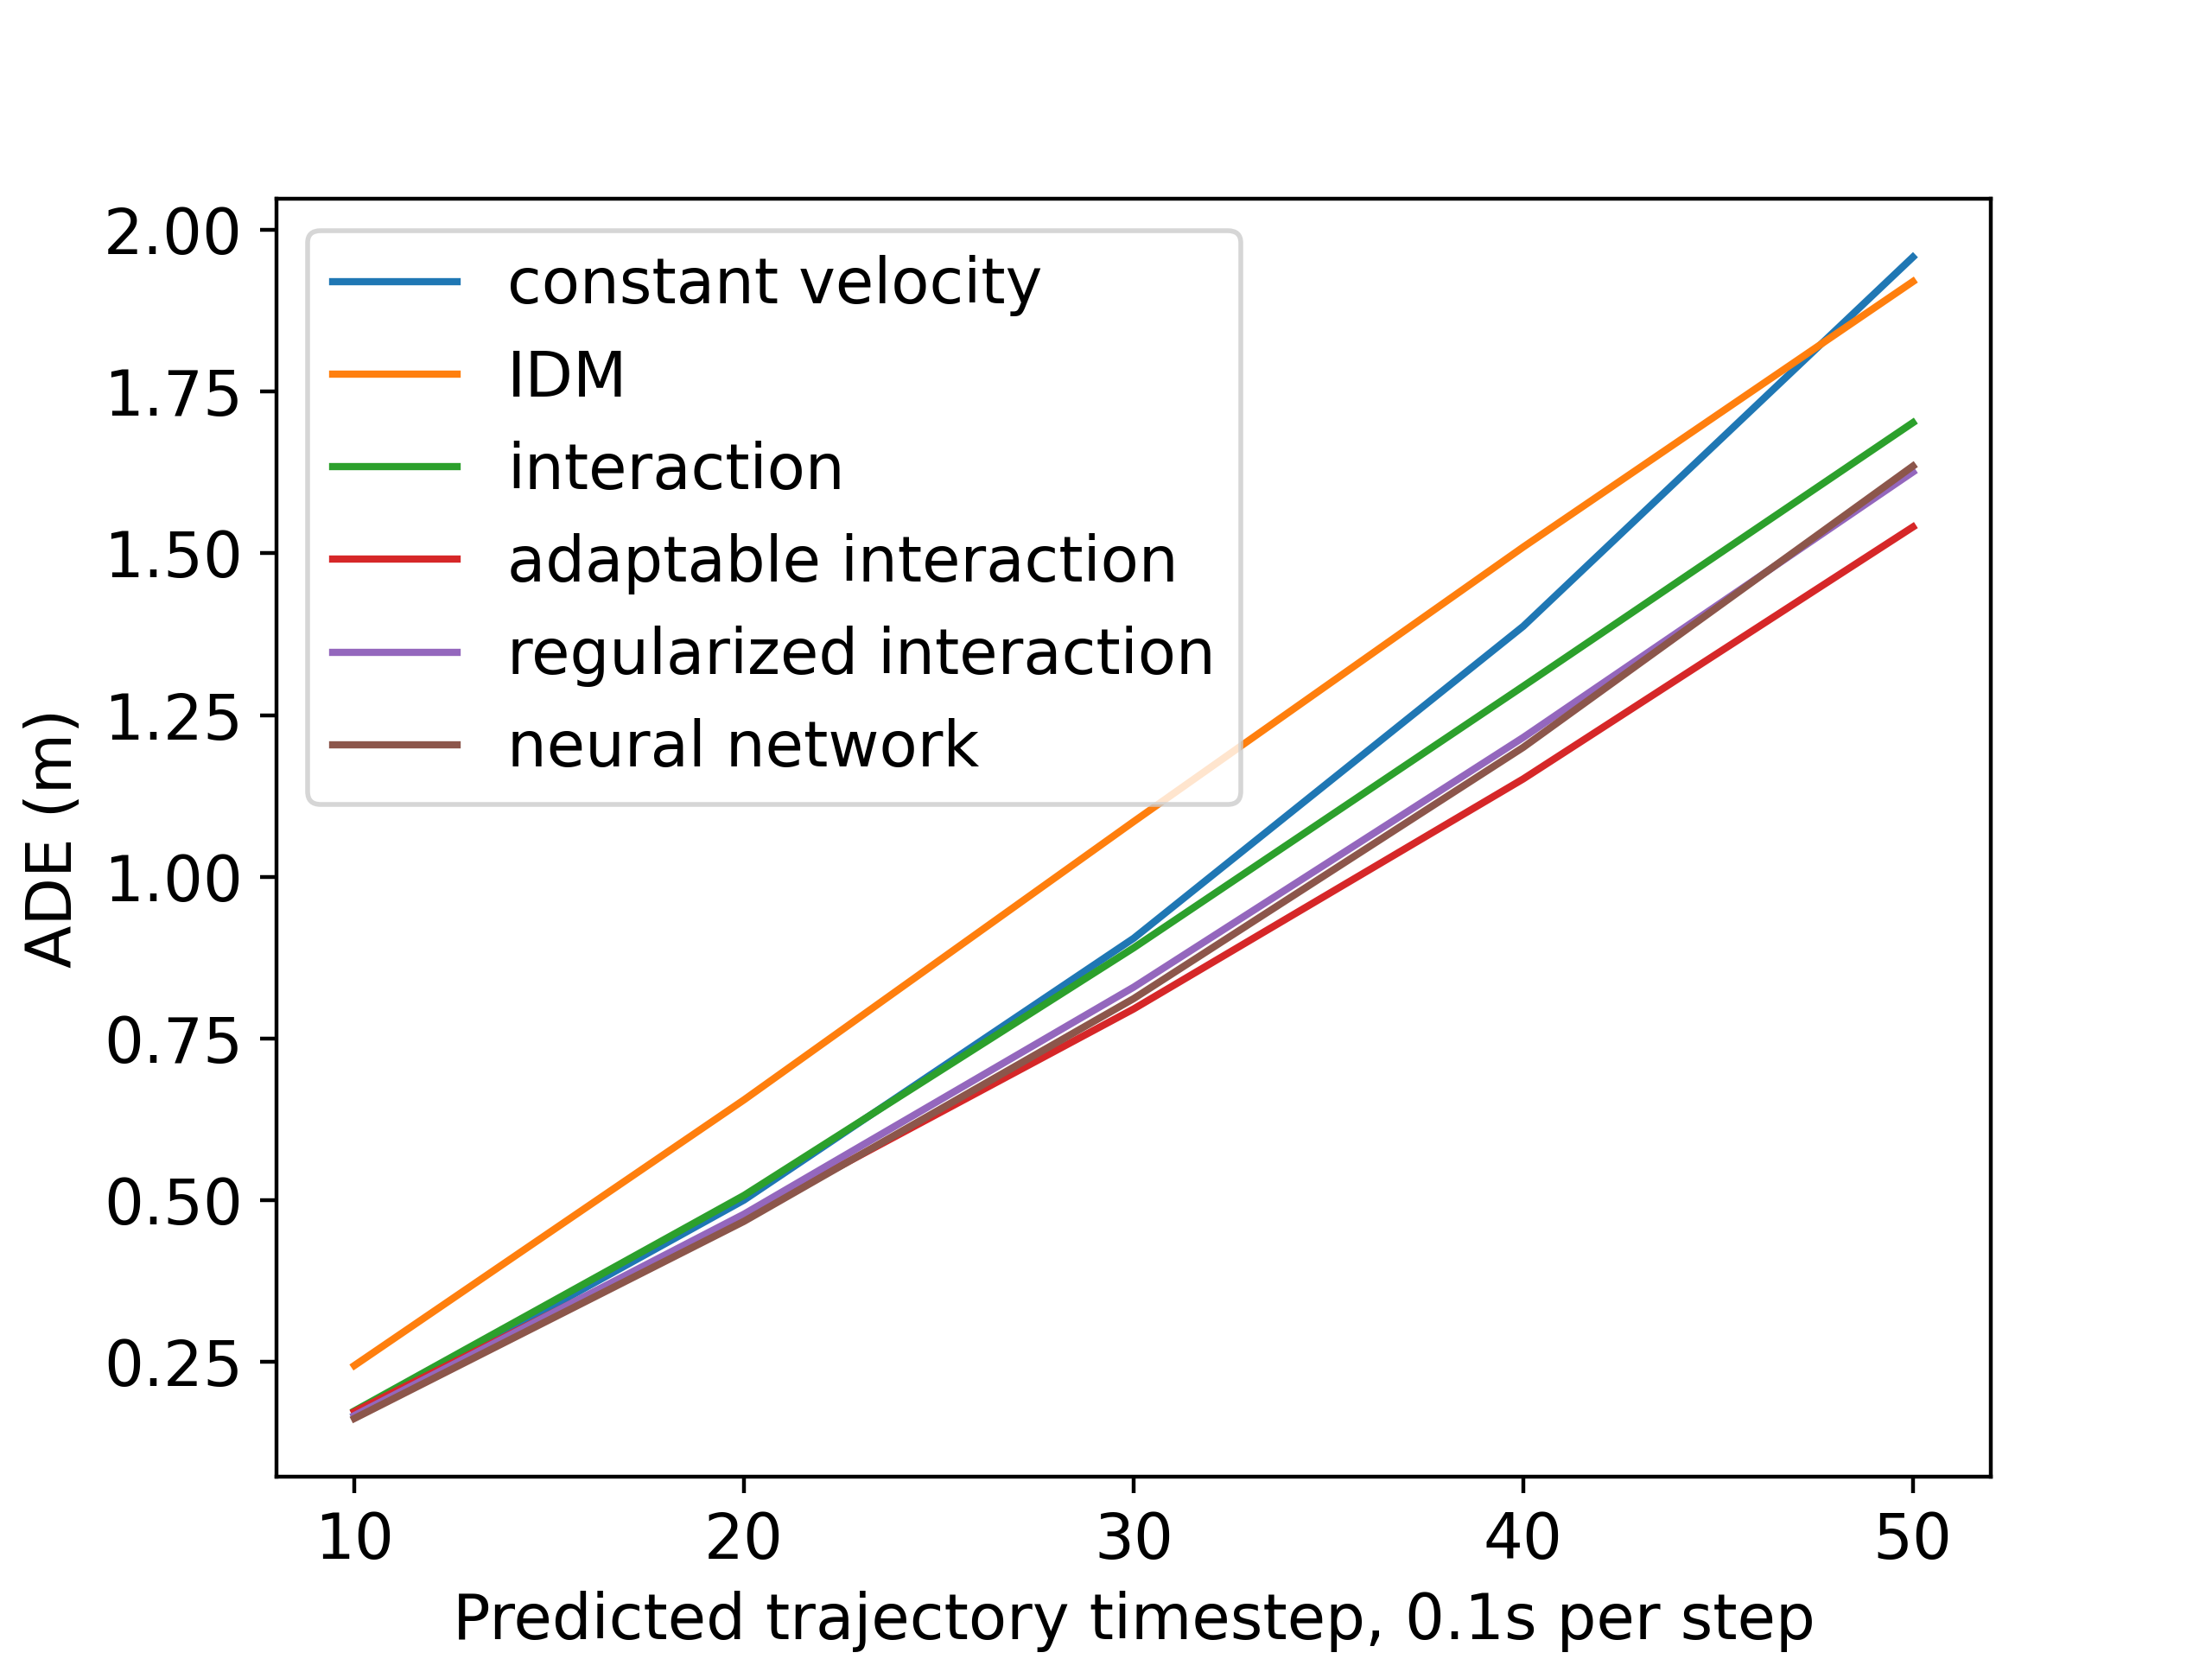 2.00
1.75
1.50
1.25
1.00
0.75
0.50
0.25
ADE (m)
constant velocity
IDM
interaction
adaptable interaction
regularized interaction
neural network
10 20 30 40 50
Predicted trajectory timestep, 0.1s per step